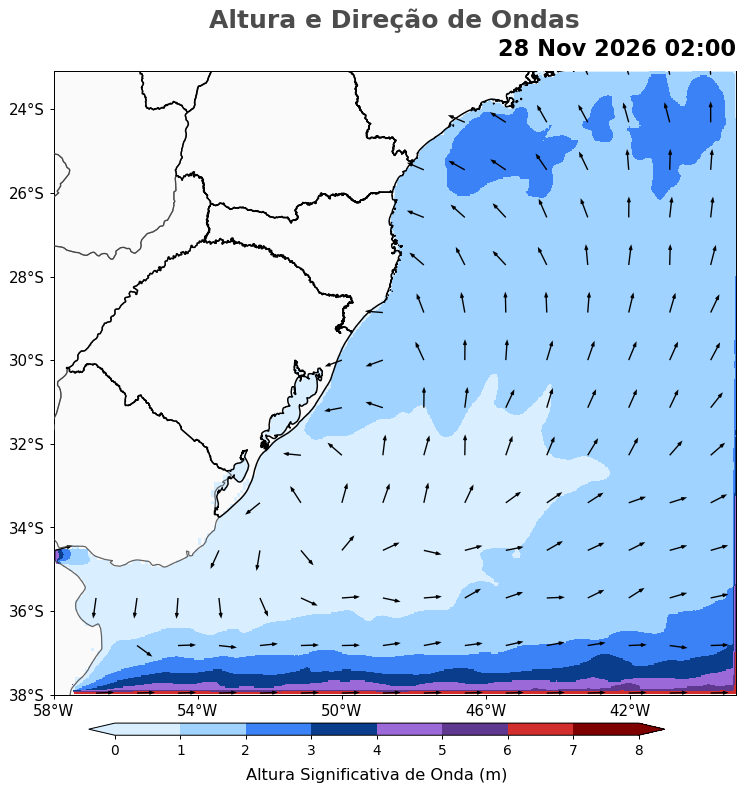 Altura e Direção de Ondas
28 Nov 2026 02:00
24°S
26°S
28°S
30°S
32°S
34°S
36°S
38°S
58°W 54°W 50°W 46°W 42°W
0 1 2 3 4 5 6 7 8
Altura Significativa de Onda (m)